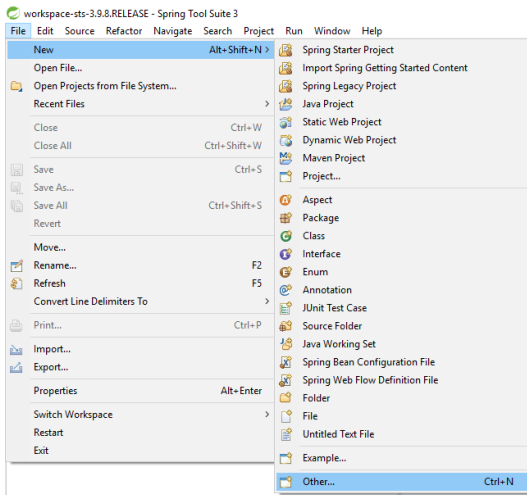 workspace-sts-3.9.8.RELEASE - Spring Tool Suite 3
File Edit Source Refactor Navigate Search Project Run Window Help
New Alt+Shift+N >
Open File...
Open Projects from File System...
Recent Files >
Close Ctrl+W
Close All Ctrl+Shift+W
Save Ctrl+S
Save As...
Save All Ctrl+Shift+S
Revert
Move...
Rename... F2
Refresh F5
Convert Line Delimiters To >
Print... Ctrl+P
Import...
Export...
Properties Alt+Enter
Switch Workspace >
Restart
Exit
Spring Starter Project
Import Spring Getting Started Content
Spring Legacy Project
Java Project
Static Web Project
Dynamic Web Project
Maven Project
Project...
Aspect
Package
Class
Interface
Enum
Annotation
JUnit Test Case
Source Folder
Java Working Set
Spring Bean Configuration File
Spring Web Flow Definition File
Folder
File
Untitled Text File
Example...
Other... Ctrl+N